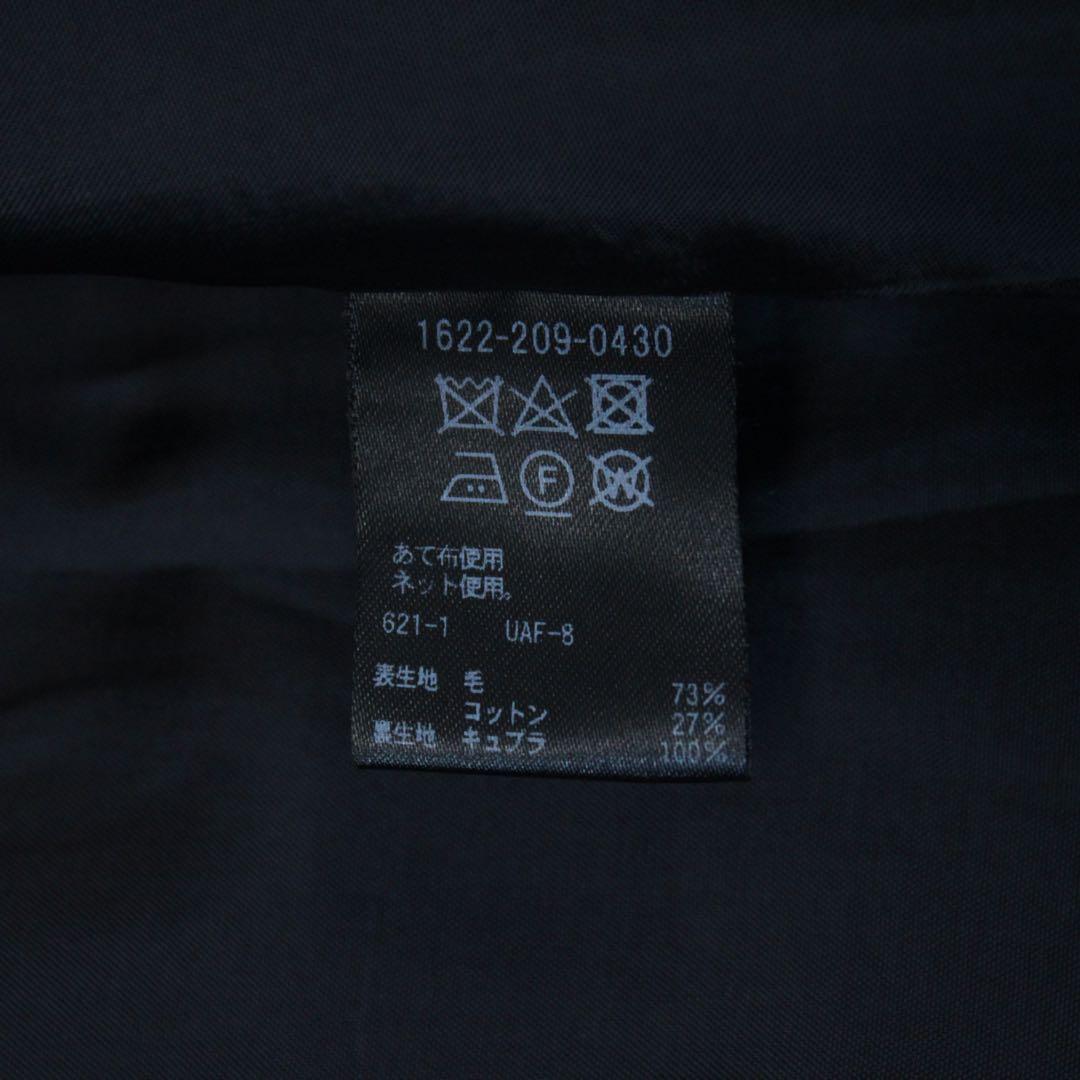 1622-209-0430
F
W
あて布使用
ネット使用。
621-1 UAF-8
表生地 毛 73%
コットン 27%
裏生地 キュプラ 100%